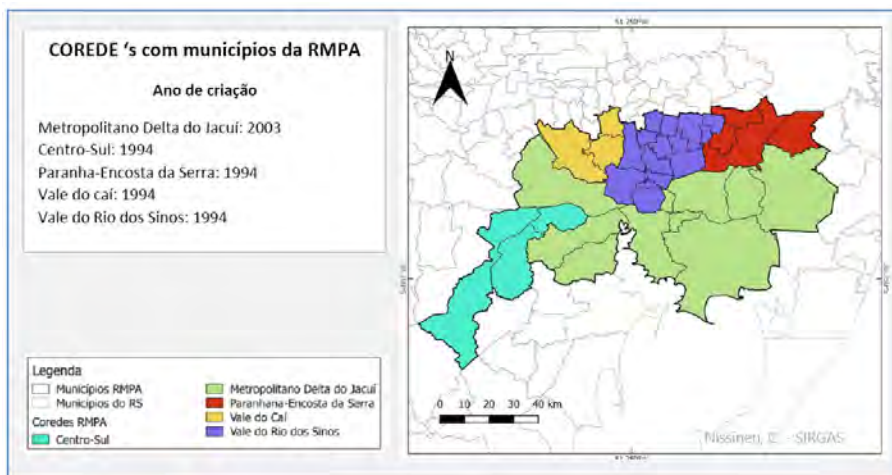 COREDE 's com municípios da RMPA
Ano de criação
Metropolitano Delta do Jacuí: 2003
Centro-Sul: 1994
Paranha-Encosta da Serra: 1994
Vale do caí: 1994
Vale do Rio dos Sinos: 1994
N
0 10 20 30 40 km
Legenda
Municípios RMPA
Municípios do RS
Coredes RMPA
Centro-Sul
Metropolitano Delta do Jacuí
Paranhana-Encosta da Serra
Vale do Caí
Vale do Rio dos Sinos
- SIRGAS